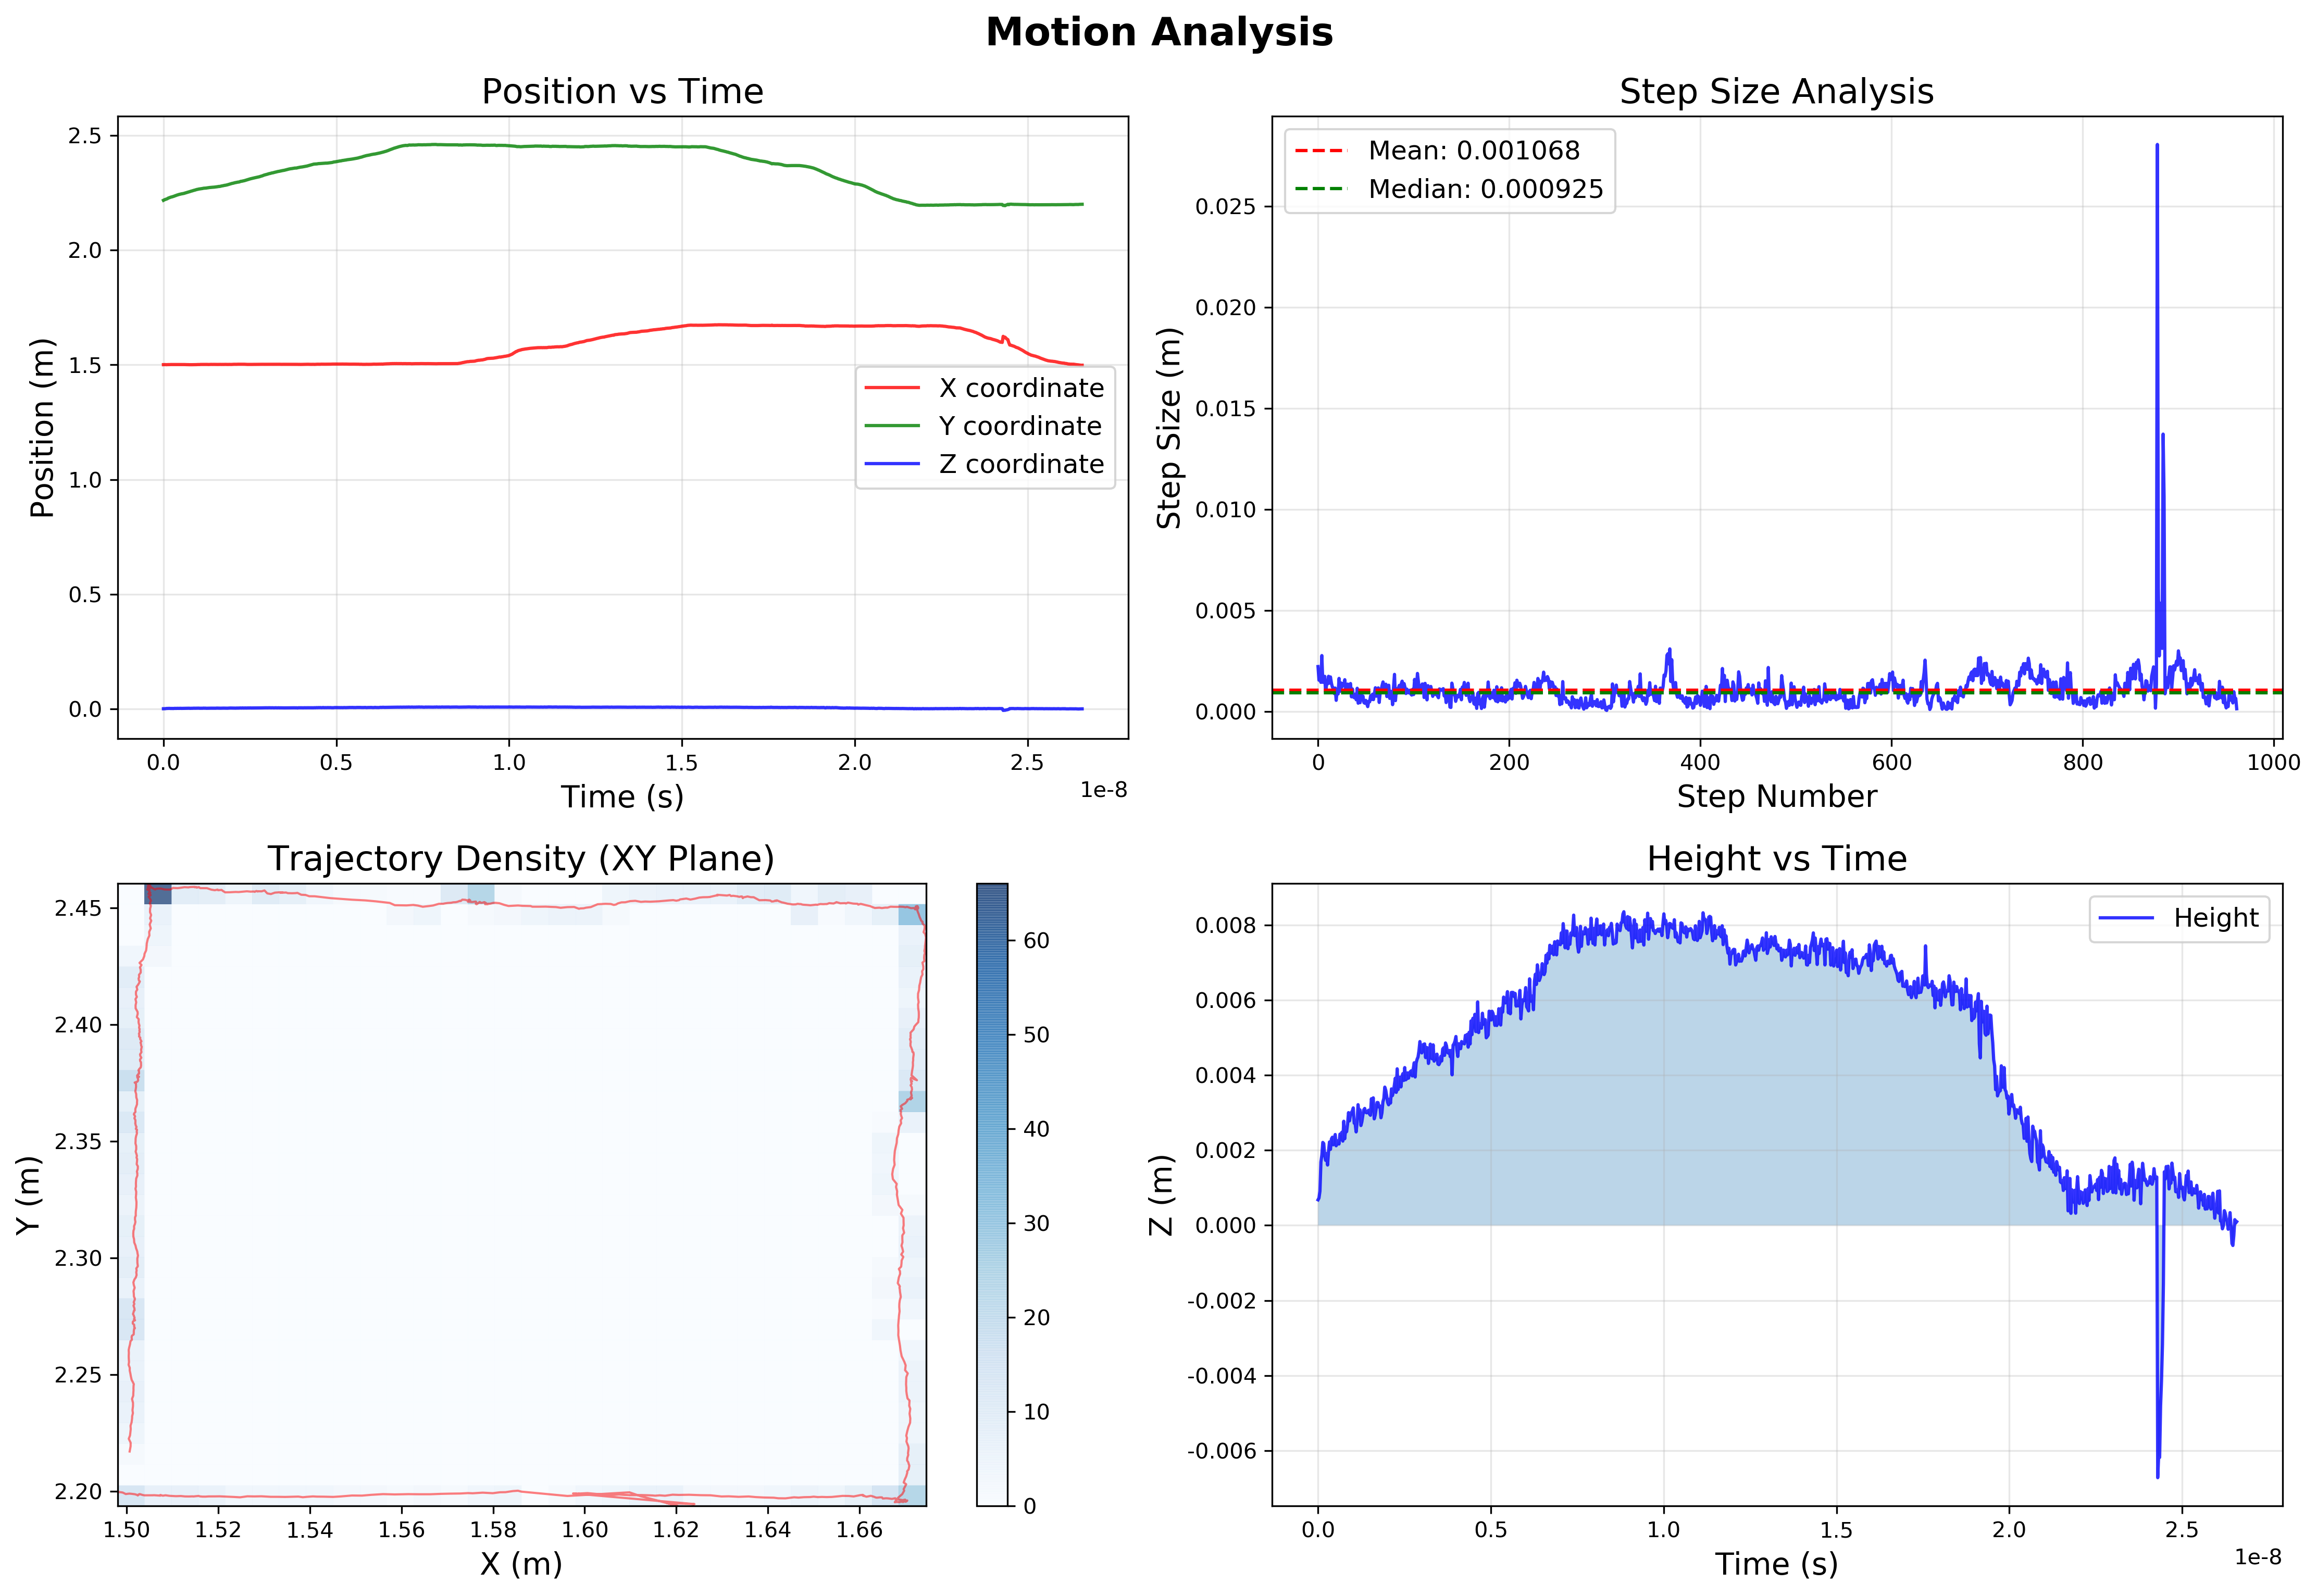 Motion Analysis
Position vs Time
2.5
2.0
1.5
1.0
0.5
0.0
Position (m)
X coordinate
Y coordinate
Z coordinate
0.0 0.5 1.0 1.5 2.0 2.5
1e-8
Time (s)
Step Size Analysis
Mean: 0.001068
Median: 0.000925
0.025
0.020
0.015
0.010
0.005
0.000
Step Size (m)
0 200 400 600 800 1000
Step Number
Trajectory Density (XY Plane)
2.45
2.40
2.35
2.30
2.25
2.20
Y (m)
1.50 1.52 1.54 1.56 1.58 1.60 1.62 1.64 1.66
X (m)
60
50
40
30
20
10
0
Height vs Time
Height
0.008
0.006
0.004
0.002
0.000
-0.002
-0.004
-0.006
Z (m)
0.0 0.5 1.0 1.5 2.0 2.5
1e-8
Time (s)